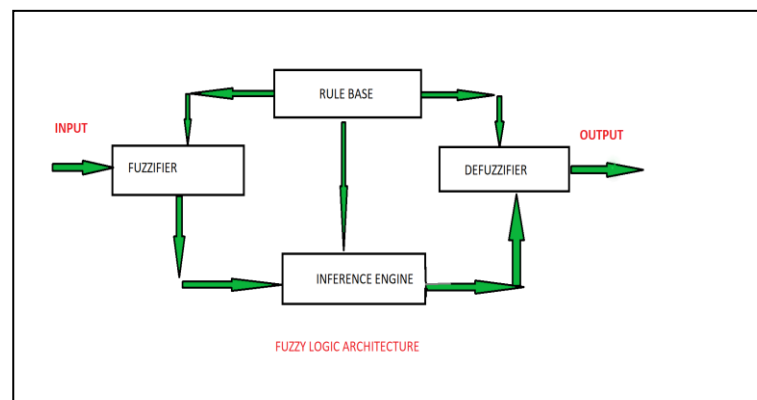 RULE BASE
INPUT
OUTPUT
FUZZIFIER
DEFUZZIFIER
INFERENCE ENGINE
FUZZY LOGIC ARCHITECTURE